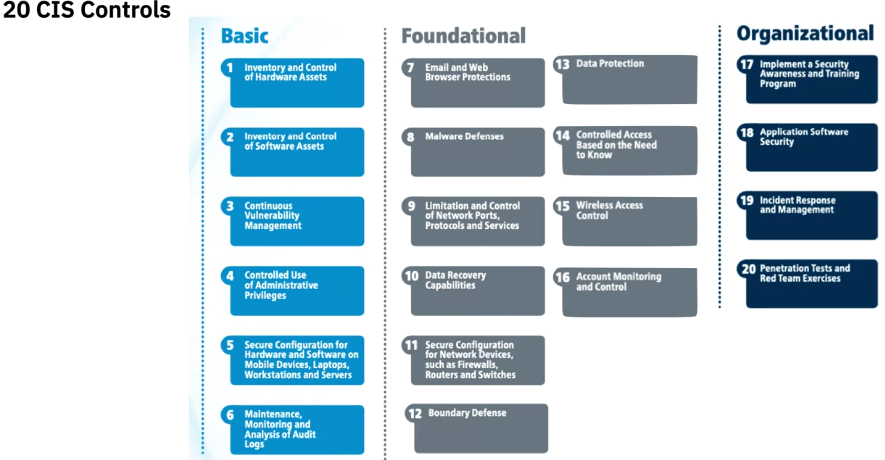 20 CIS Controls
Basic
1 Inventory and Control
of Hardware Assets
2 Inventory and Control
of Software Assets
3 Continuous
Vulnerability
Management
4 Controlled Use
of Administrative
Privileges
5 Secure Configuration for
Hardware and Software on
Mobile Devices, Laptops,
Workstations and Servers
6 Maintenance,
Monitoring and
Analysis of Audit
Logs
Foundational
7 Email and Web
Browser Protections
8 Malware Defenses
9 Limitation and Control
of Network Ports,
Protocols and Services
10 Data Recovery
Capabilities
11 Secure Configuration
for Network Devices,
such as Firewalls,
Routers and Switches
12 Boundary Defense
13 Data Protection
14 Controlled Access
Based on the Need
to Know
15 Wireless Access
Control
16 Account Monitoring
and Control
Organizational
17 Implement a Security
Awareness and Training
Program
18 Application Software
Security
19 Incident Response
and Management
20 Penetration Tests and
Red Team Exercises